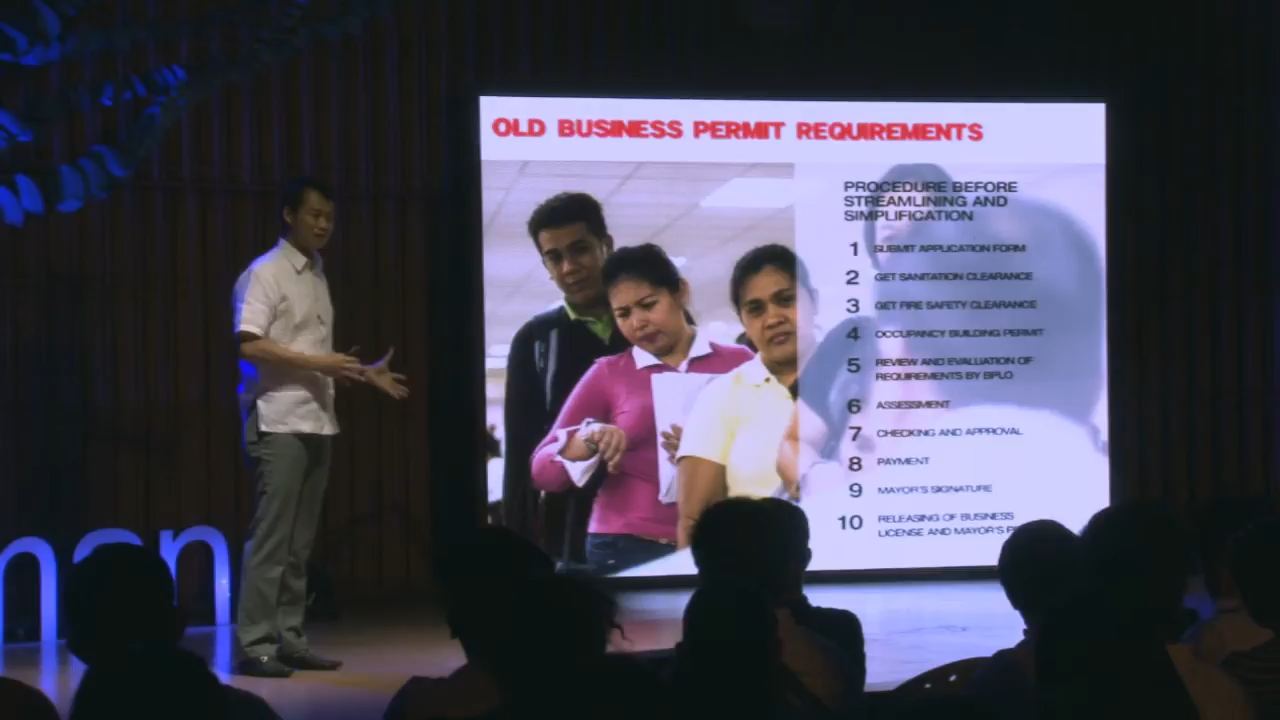 OLD BUSINESS PERMIT REQUIREMENTS
PROCEDURE BEFORE
STREAMLINING AND
SIMPLIFICATION
1 SUBMIT APPLICATION FORM
2 GET SANITATION CLEARANCE
3 GET FIRE SAFETY CLEARANCE
4 OCCUPANCY BUILDING PERMIT
5 REVIEW AND EVALUATION OF
REQUIREMENTS BY BPLO
6 ASSESSMENT
7 CHECKING AND APPROVAL
8 PAYMENT
9 MAYOR'S SIGNATURE
10 RELEASING OF BUSINESS
LICENSE AND MAYOR'S